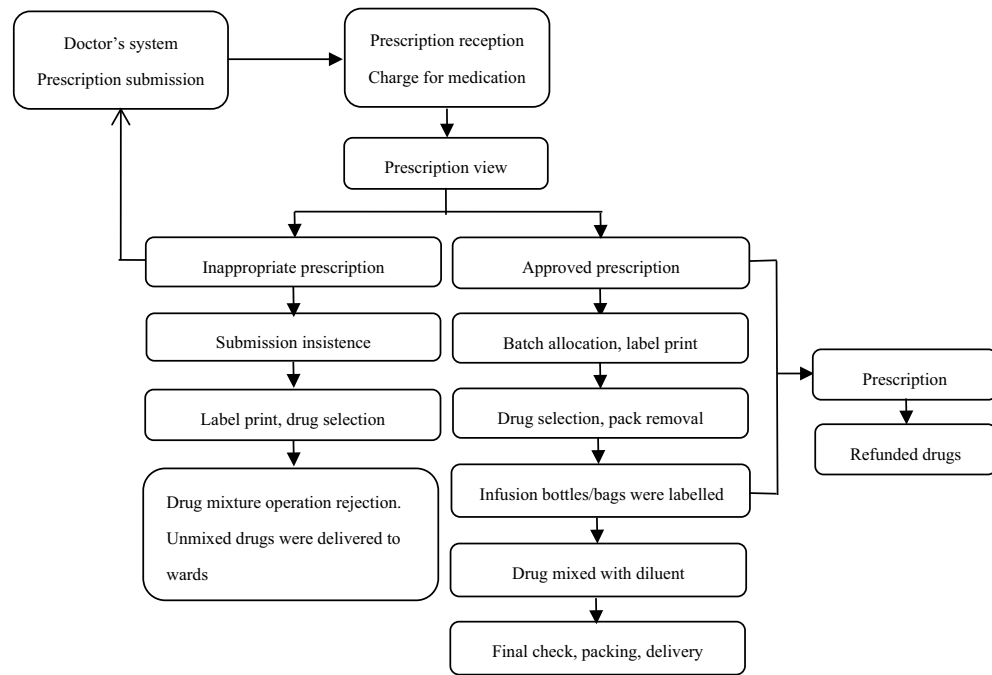 Doctor’s system
Prescription submission
Prescription reception
Charge for medication
Prescription view
Inappropriate prescription
Approved prescription
Submission insistence
Batch allocation, label print
Prescription
Label print, drug selection
Drug selection, pack removal
Refunded drugs
Drug mixture operation rejection.
Unmixed drugs were delivered to
wards
Infusion bottles/bags were labelled
Drug mixed with diluent
Final check, packing, delivery